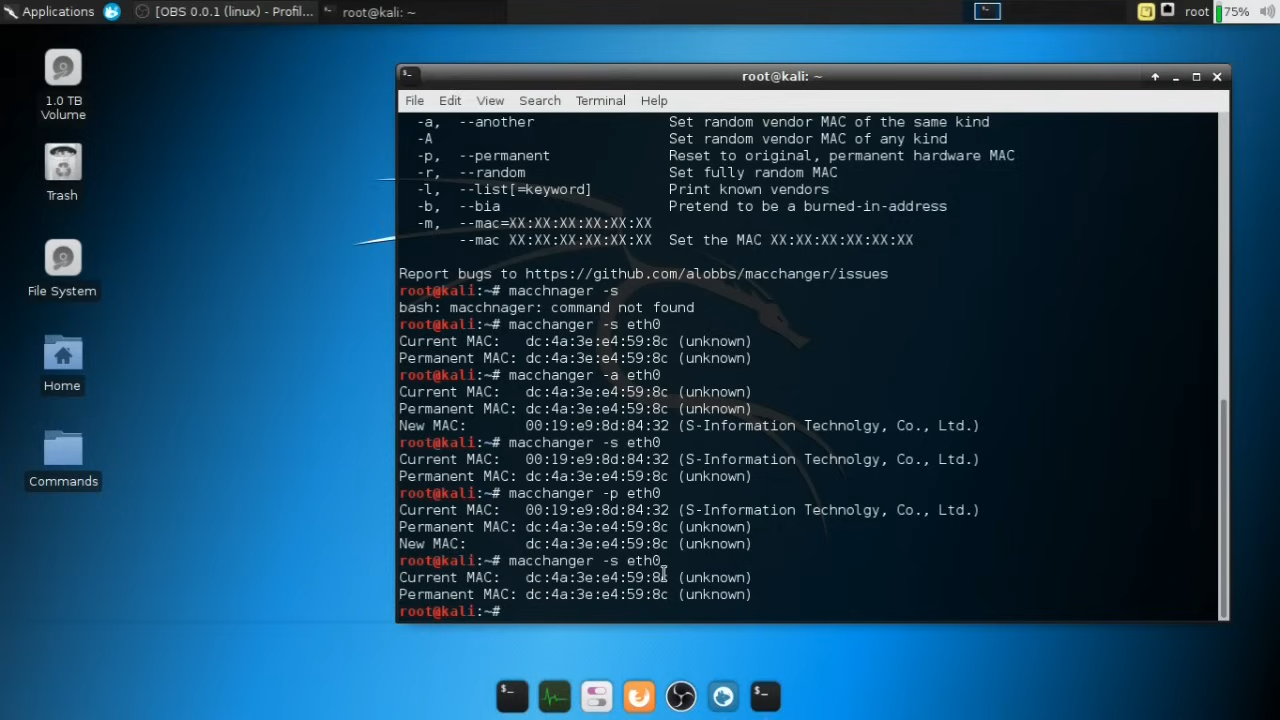 Applications
[OBS 0.0.1 (linux) - Profil...
root@kali: ~
root
75%
1.0 TB
Volume
Trash
File System
Home
Commands
root@kali: ~
File Edit View Search Terminal Help
-a, --another Set random vendor MAC of the same kind
-A Set random vendor MAC of any kind
-p, --permanent Reset to original, permanent hardware MAC
-r, --random Set fully random MAC
-l, --list[=keyword] Print known vendors
-b, --bia Pretend to be a burned-in-address
-m, --mac=XX:XX:XX:XX:XX:XX
--mac XX:XX:XX:XX:XX:XX Set the MAC XX:XX:XX:XX:XX:XX
Report bugs to https://github.com/alobbs/macchanger/issues
root@kali:~# macchnager -s
bash: macchnager: command not found
root@kali:~# macchanger -s eth0
Current MAC: dc:4a:3e:e4:59:8c (unknown)
Permanent MAC: dc:4a:3e:e4:59:8c (unknown)
root@kali:~# macchanger -a eth0
Current MAC: dc:4a:3e:e4:59:8c (unknown)
Permanent MAC: dc:4a:3e:e4:59:8c (unknown)
New MAC: 00:19:e9:8d:84:32 (S-Information Technolgy, Co., Ltd.)
root@kali:~# macchanger -s eth0
Current MAC: 00:19:e9:8d:84:32 (S-Information Technolgy, Co., Ltd.)
Permanent MAC: dc:4a:3e:e4:59:8c (unknown)
root@kali:~# macchanger -p eth0
Current MAC: 00:19:e9:8d:84:32 (S-Information Technolgy, Co., Ltd.)
Permanent MAC: dc:4a:3e:e4:59:8c (unknown)
New MAC: dc:4a:3e:e4:59:8c (unknown)
root@kali:~# macchanger -s eth0
Current MAC: dc:4a:3e:e4:59:8c (unknown)
Permanent MAC: dc:4a:3e:e4:59:8c (unknown)
root@kali:~#